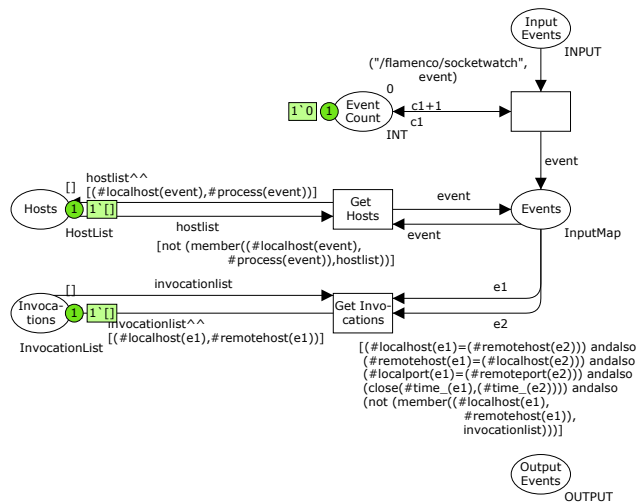 Input
Events
INPUT
("/flamenco/socketwatch",
event)
0
1`0
1
Event
Count
c1+1
c1
INT
event
[]
hostlist^^
[(#localhost(event),#process(event))]
Hosts
1
1`[]
HostList
hostlist
Get
Hosts
event
event
Events
InputMap
[not (member((#localhost(event),
#process(event)),hostlist))]
[]
invocationlist
e1
Invoca-
tions
1
1`[]
Get Invo-
cations
e2
invocationlist^^
[(#localhost(e1),#remotehost(e1))]
InvocationList
[(#localhost(e1)=(#remotehost(e2))) andalso
(#remotehost(e1)=(#localhost(e2))) andalso
(#localport(e1)=(#remoteport(e2))) andalso
(close(#time_(e1),(#time_(e2)))) andalso
(not (member((#localhost(e1),
#remotehost(e1)),
invocationlist)))]
Output
Events
OUTPUT